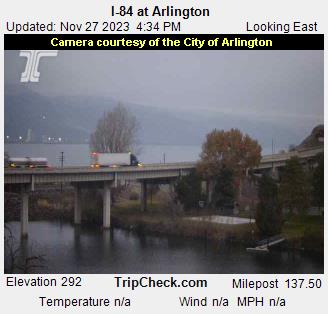 I-84 at Arlington
Updated: Nov 27 2023 4:34 PM Looking East
Camera courtesy of the City of Arlington
Elevation 292 TripCheck.com Milepost 137.50
Temperature n/a Wind n/a MPH n/a